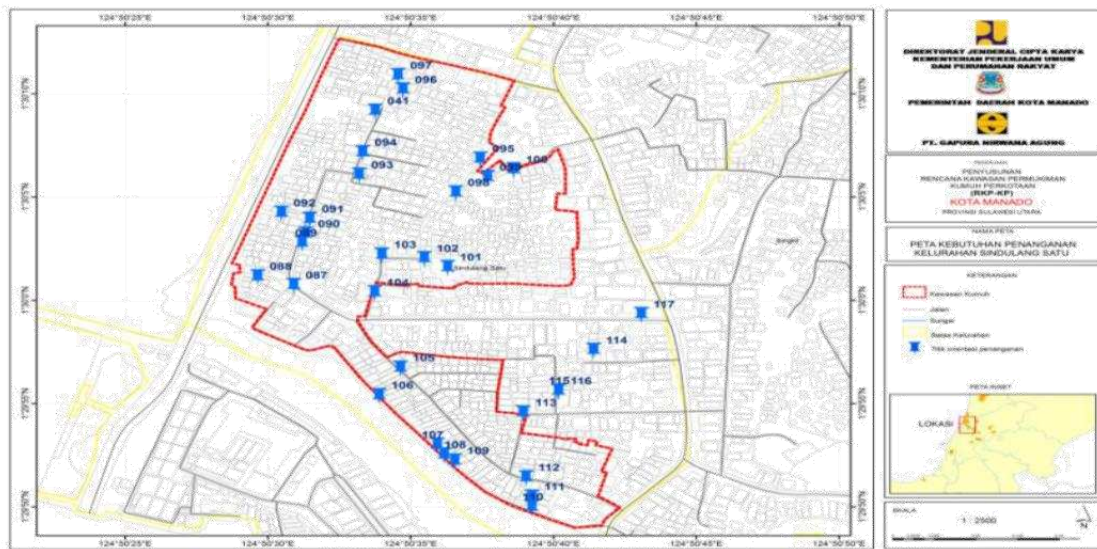 124°50'25"E 124°50'30"E 124°50'35"E 124°50'40"E 124°50'45"E 124°50'50"E
097
096
041
094
093
095
100
098
092
091
090
088
087
103
102
101
Sindulang Satu
104
117
114
105
106
115116
113
107
108
109
112
111
110
124°50'25"E 124°50'30"E 124°50'35"E 124°50'40"E 124°50'45"E 124°50'50"E
DIREKTORAT JENDERAL CIPTA KARYA
KEMENTERIAN PEKERJAAN UMUM
DAN PERUMAHAN RAKYAT
PEMERINTAH DAERAH KOTA MANADO
PT. GAPURA NIRWANA AGUNG
PENYUSUNAN
RENCANA KAWASAN PERMUKIMAN
KUMUH PERKOTAAN
(RKP-KP)
KOTA MANADO
PROVINSI SULAWESI UTARA
NAMA PETA
PETA KEBUTUHAN PENANGANAN
KELURAHAN SINDULANG SATU
KETERANGAN
Kawasan Kumuh
Jalan
Sungai
Batas Kelurahan
Titik orientasi penanganan
PETA INSET
LOKASI
SKALA
1 : 2500
N